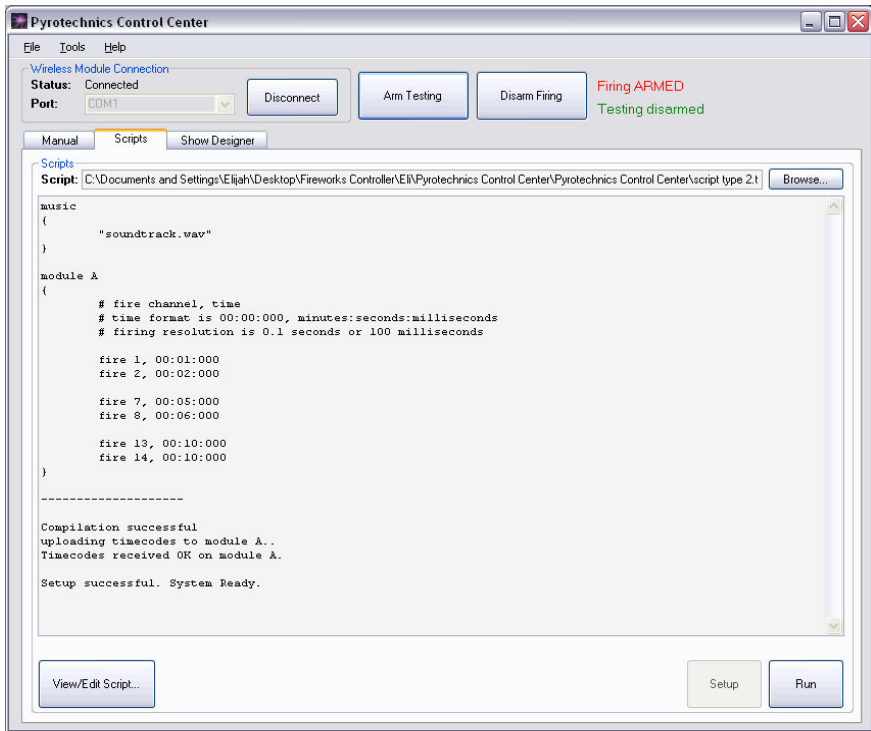 Pyrotechnics Control Center
File Tools Help
Wireless Module Connection
Status: Connected
Port: COM1
Disconnect
Arm Testing
Disarm Firing
Firing ARMED
Testing disarmed
Manual Scripts Show Designer
Scripts
Script: C:\Documents and Settings\Elijah\Desktop\Fireworks Controller\Eli\Pyrotechnics Control Center\Pyrotechnics Control Center\script type 2.t Browse...
music
{
"soundtrack.wav"
}
module A
{
# fire channel, time
# time format is 00:00:000, minutes:seconds:milliseconds
# firing resolution is 0.1 seconds or 100 milliseconds
fire 1, 00:01:000
fire 2, 00:02:000
fire 7, 00:05:000
fire 8, 00:06:000
fire 13, 00:10:000
fire 14, 00:10:000
}
--------------------
Compilation successful
uploading timecodes to module A..
Timecodes received OK on module A.
Setup successful. System Ready.
View/Edit Script... Setup Run